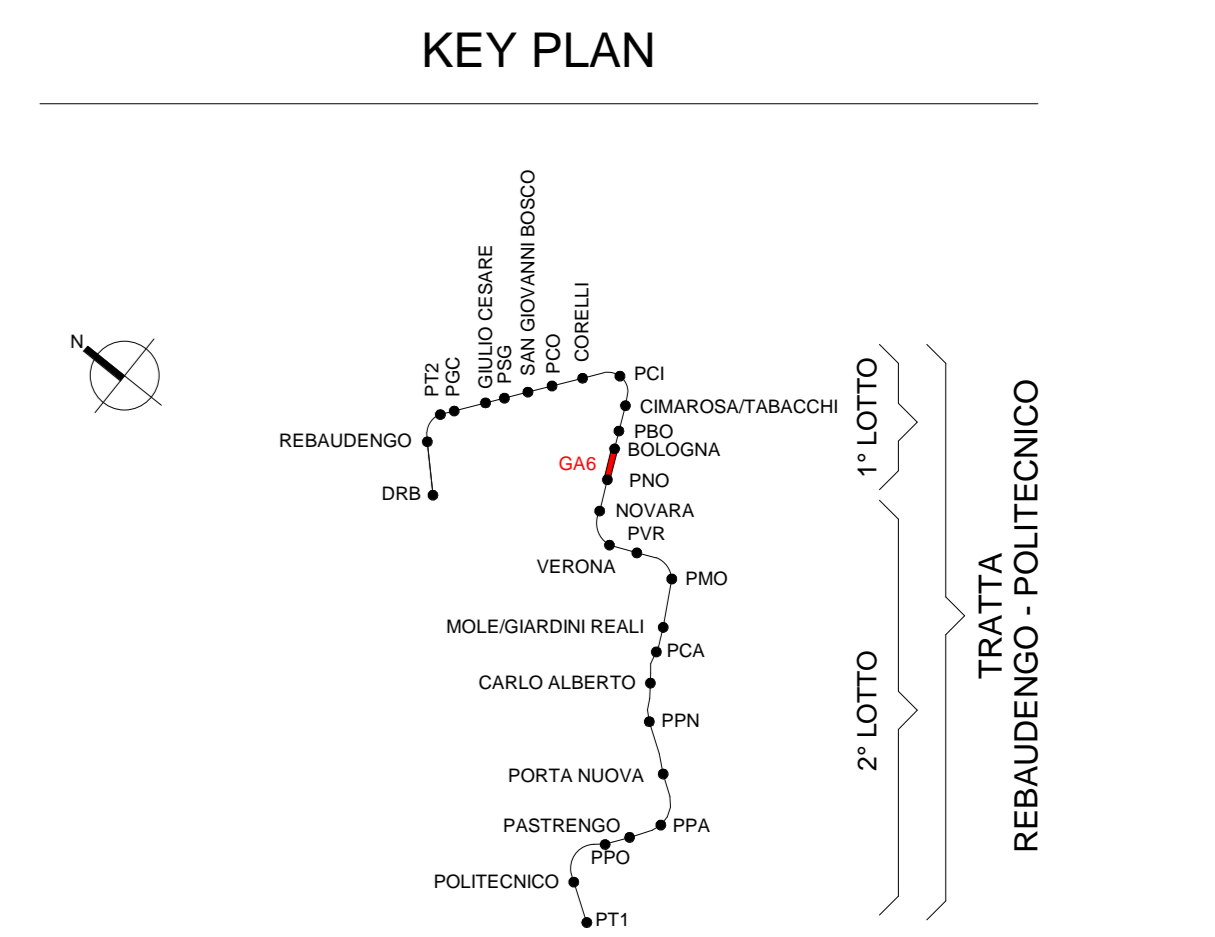 KEY PLAN
N
PT2
PGC
GIULIO CESARE
PSG
SAN GIOVANNI BOSCO
PCO
CORELLI
PCI
CIMAROSA/TABACCHI
REBAUDENGO
PBO
BOLOGNA
GA6
PNO
DRB
NOVARA
PVR
VERONA
PMO
MOLE/GIARDINI REALI
PCA
CARLO ALBERTO
PPN
PORTA NUOVA
PASTRENGO
PPA
PPO
POLITECNICO
PT1
1° LOTTO
2° LOTTO
TRATTA
REBAUDENGO - POLITECNICO